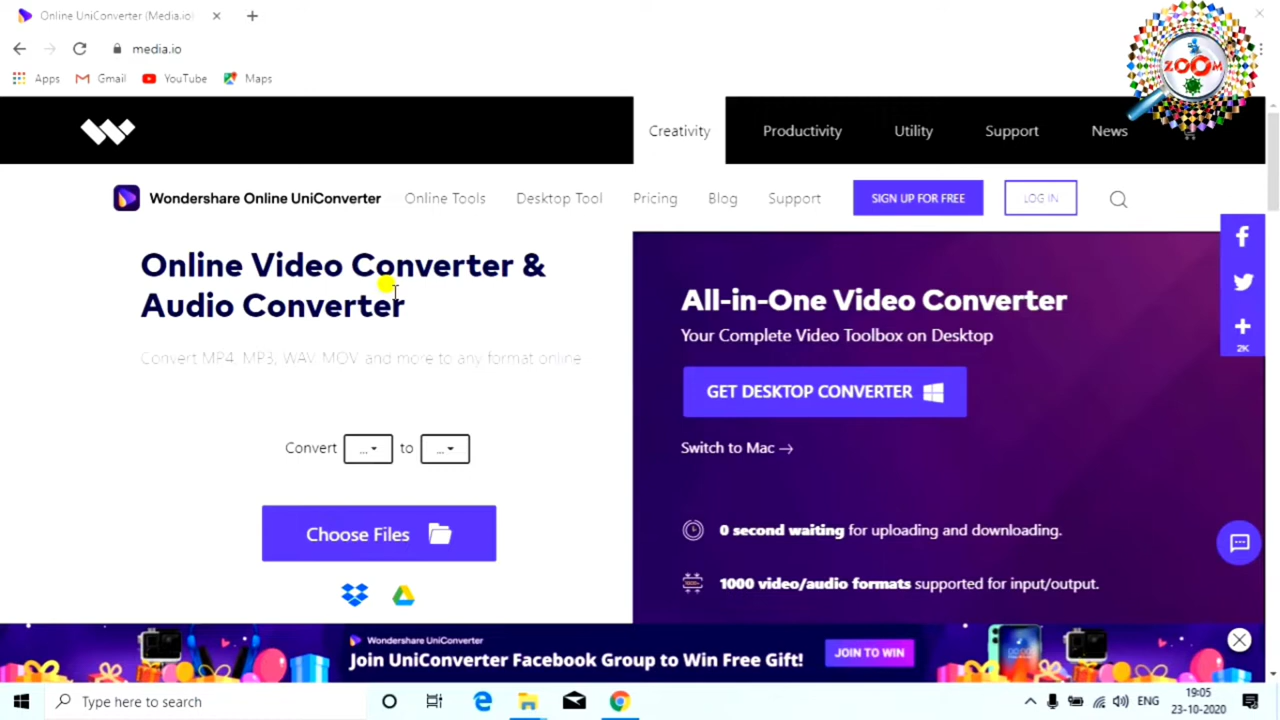 Online UniConverter (Media.io)
media.io
Apps Gmail YouTube Maps
ZOOM
Creativity Productivity Utility Support News
Wondershare Online UniConverter Online Tools Desktop Tool Pricing Blog Support SIGN UP FOR FREE LOG IN
Online Video Converter &
Audio Converter
Convert MP4, MP3, WAV, MOV, and more to any format online
Convert ... to ...
Choose Files
All-in-One Video Converter
Your Complete Video Toolbox on Desktop
GET DESKTOP CONVERTER
Switch to Mac →
0 second waiting for uploading and downloading.
1000 video/audio formats supported for input/output.
2K
Wondershare UniConverter
Join UniConverter Facebook Group to Win Free Gift!
JOIN TO WIN
Type here to search
ENG
19:05
23-10-2020